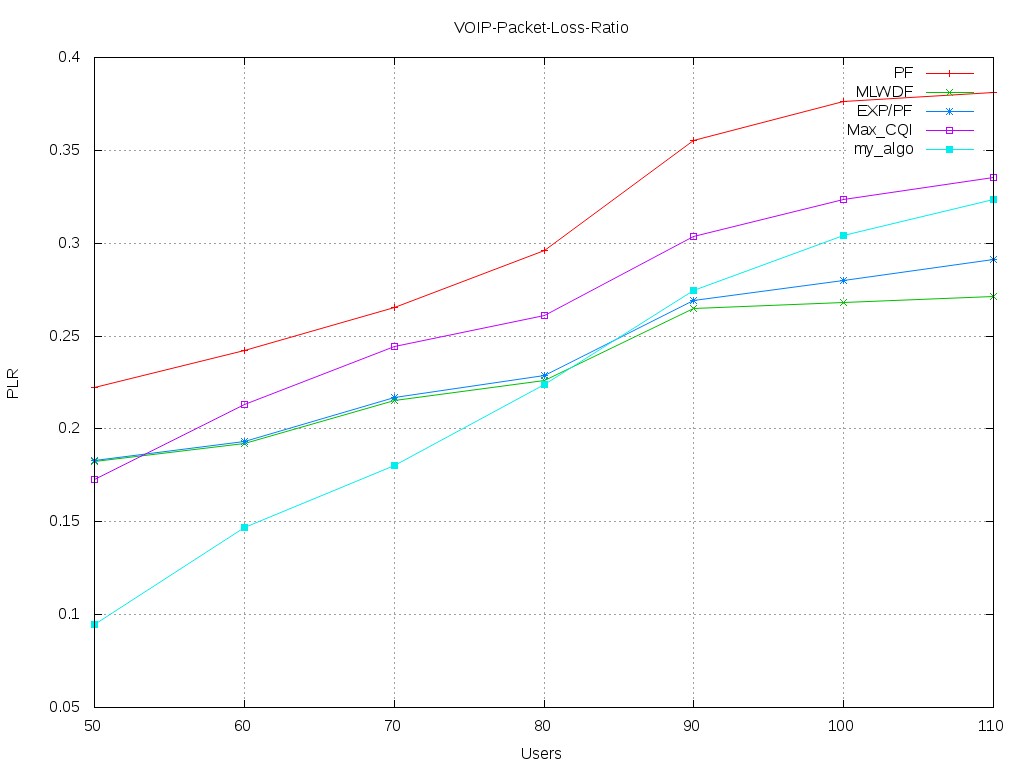 VOIP-Packet-Loss-Ratio
0.4
PF
MLWDF
EXP/PF
Max_CQI
my_algo
0.35
0.3
0.25
PLR
0.2
0.15
0.1
0.05
50 60 70 80 90 100 110
Users